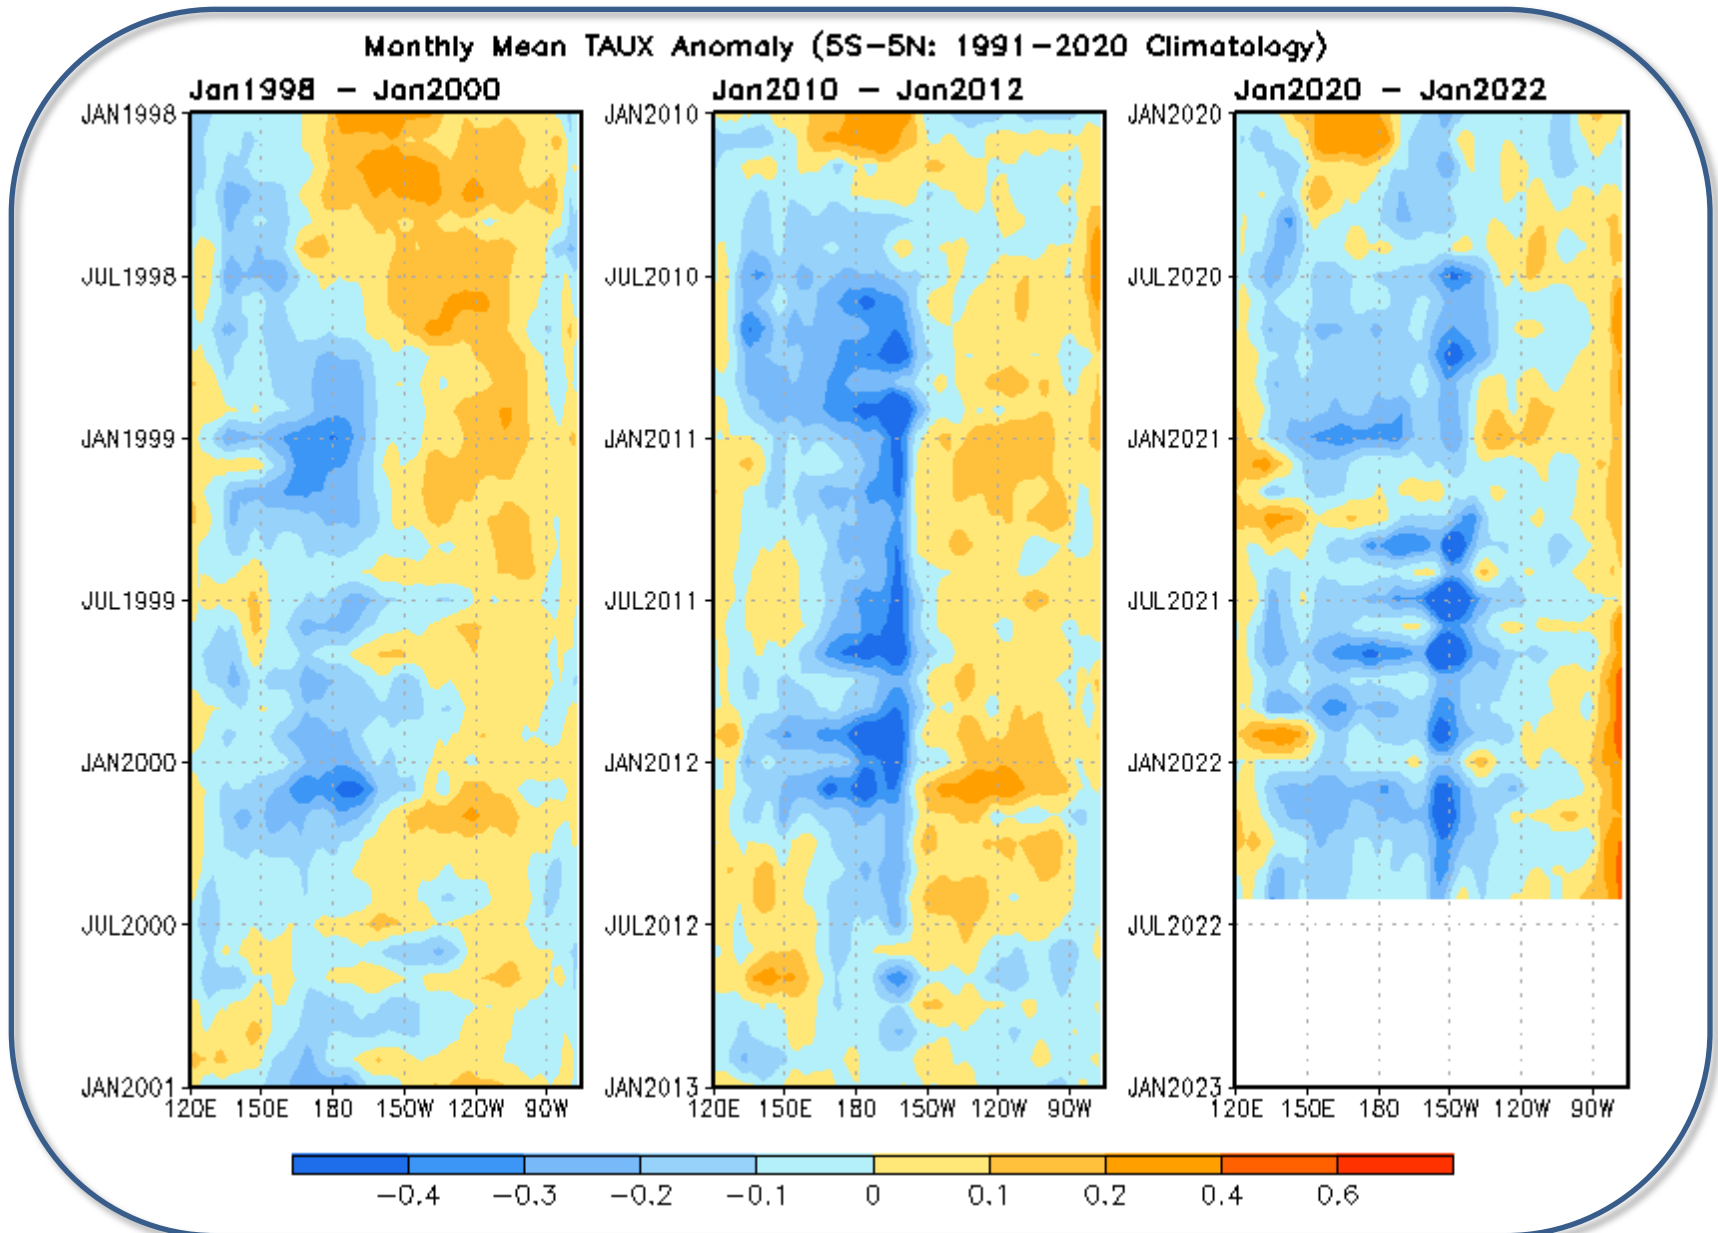 Monthly Mean TAUX Anomaly (5S-5N: 1991-2020 Climatology)
Jan1998 - Jan2000
Jan2010 - Jan2012
Jan2020 - Jan2022
JAN1998
JUL1998
JAN1999
JUL1999
JAN2000
JUL2000
JAN2001
120E 150E 180 150W 120W 90W
JAN2010
JUL2010
JAN2011
JUL2011
JAN2012
JUL2012
JAN2013
120E 150E 180 150W 120W 90W
JAN2020
JUL2020
JAN2021
JUL2021
JAN2022
JUL2022
JAN2023
120E 150E 180 150W 120W 90W
-0.4 -0.3 -0.2 -0.1 0 0.1 0.2 0.4 0.6